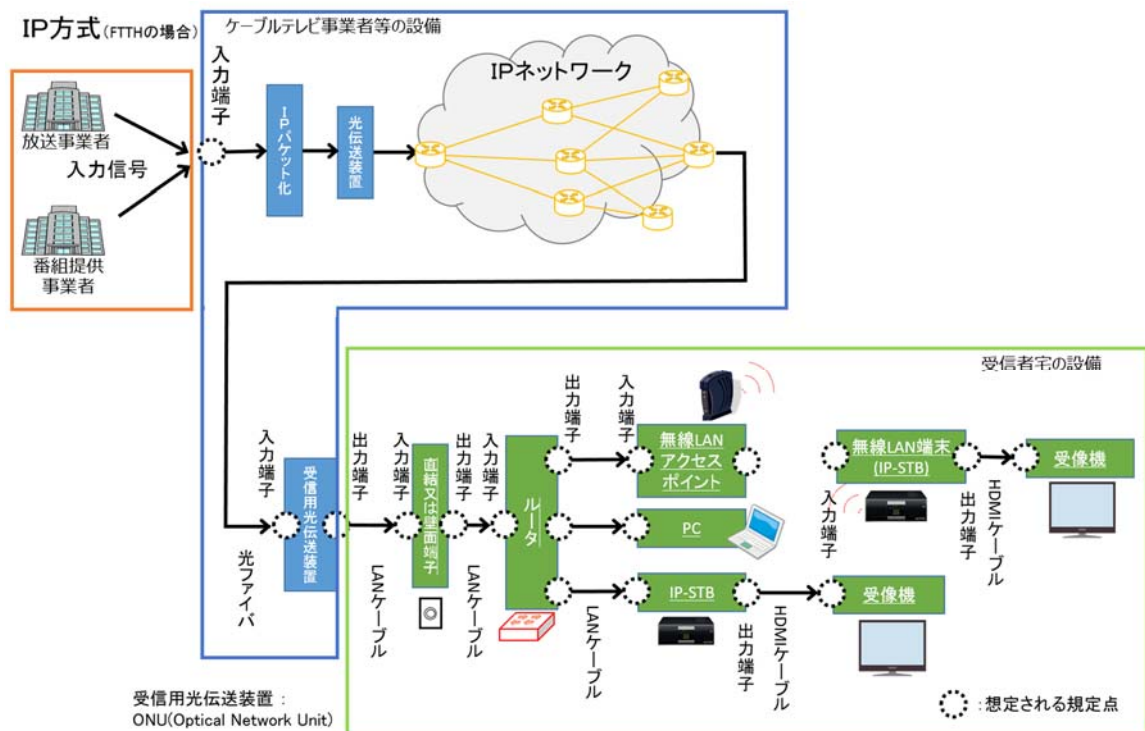 IP方式(FTTHの場合)
ケーブルテレビ事業者等の設備
入力端子
放送事業者
入力信号
番組提供
事業者
IPパケット化
光伝送装置
IPネットワーク
受信者宅の設備
入力端子
受信用光伝送装置
出力端子
入力端子
直結又は壁面端子
出力端子
入力端子
ルータ
出力端子
入力端子
無線LAN
アクセス
ポイント
無線LAN端末
(IP-STB)
受像機
入力端子
出力端子
HDMIケーブル
PC
光ファイバ
LANケーブル
LANケーブル
LANケーブル
IP-STB
出力端子
HDMIケーブル
受像機
受信用光伝送装置 :
ONU(Optical Network Unit)
:想定される規定点